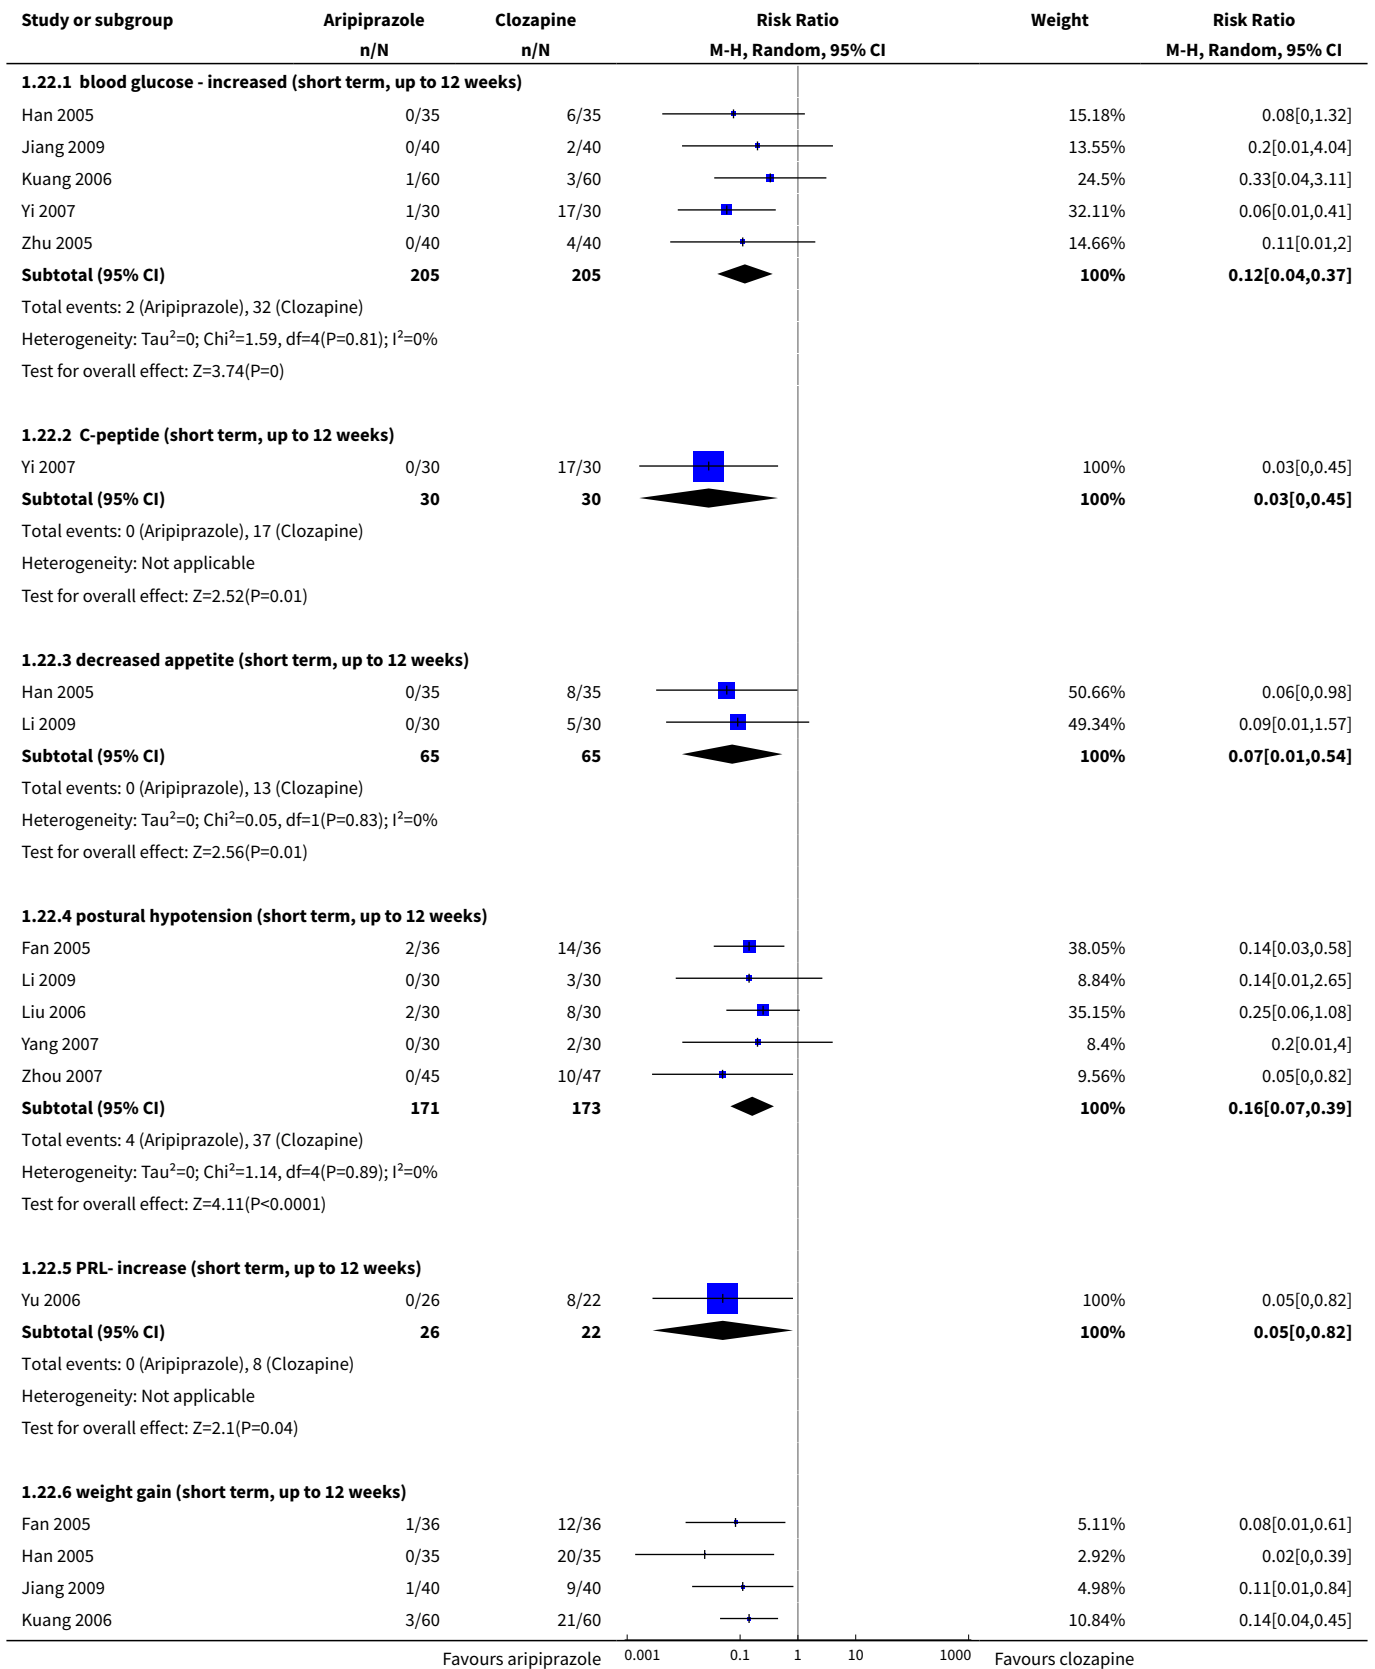 Study or subgroup Aripiprazole Clozapine Risk Ratio Weight Risk Ratio
n/N n/N M-H, Random, 95% CI M-H, Random, 95% CI
1.22.1 blood glucose - increased (short term, up to 12 weeks)
Han 2005 0/35 6/35 15.18% 0.08[0,1.32]
Jiang 2009 0/40 2/40 13.55% 0.2[0.01,4.04]
Kuang 2006 1/60 3/60 24.5% 0.33[0.04,3.11]
Yi 2007 1/30 17/30 32.11% 0.06[0.01,0.41]
Zhu 2005 0/40 4/40 14.66% 0.11[0.01,2]
Subtotal (95% CI) 205 205 100% 0.12[0.04,0.37]
Total events: 2 (Aripiprazole), 32 (Clozapine)
Heterogeneity: Tau²=0; Chi²=1.59, df=4(P=0.81); I²=0%
Test for overall effect: Z=3.74(P=0)
1.22.2 C-peptide (short term, up to 12 weeks)
Yi 2007 0/30 17/30 100% 0.03[0,0.45]
Subtotal (95% CI) 30 30 100% 0.03[0,0.45]
Total events: 0 (Aripiprazole), 17 (Clozapine)
Heterogeneity: Not applicable
Test for overall effect: Z=2.52(P=0.01)
1.22.3 decreased appetite (short term, up to 12 weeks)
Han 2005 0/35 8/35 50.66% 0.06[0,0.98]
Li 2009 0/30 5/30 49.34% 0.09[0.01,1.57]
Subtotal (95% CI) 65 65 100% 0.07[0.01,0.54]
Total events: 0 (Aripiprazole), 13 (Clozapine)
Heterogeneity: Tau²=0; Chi²=0.05, df=1(P=0.83); I²=0%
Test for overall effect: Z=2.56(P=0.01)
1.22.4 postural hypotension (short term, up to 12 weeks)
Fan 2005 2/36 14/36 38.05% 0.14[0.03,0.58]
Li 2009 0/30 3/30 8.84% 0.14[0.01,2.65]
Liu 2006 2/30 8/30 35.15% 0.25[0.06,1.08]
Yang 2007 0/30 2/30 8.4% 0.2[0.01,4]
Zhou 2007 0/45 10/47 9.56% 0.05[0,0.82]
Subtotal (95% CI) 171 173 100% 0.16[0.07,0.39]
Total events: 4 (Aripiprazole), 37 (Clozapine)
Heterogeneity: Tau²=0; Chi²=1.14, df=4(P=0.89); I²=0%
Test for overall effect: Z=4.11(P<0.0001)
1.22.5 PRL- increase (short term, up to 12 weeks)
Yu 2006 0/26 8/22 100% 0.05[0,0.82]
Subtotal (95% CI) 26 22 100% 0.05[0,0.82]
Total events: 0 (Aripiprazole), 8 (Clozapine)
Heterogeneity: Not applicable
Test for overall effect: Z=2.1(P=0.04)
1.22.6 weight gain (short term, up to 12 weeks)
Fan 2005 1/36 12/36 5.11% 0.08[0.01,0.61]
Han 2005 0/35 20/35 2.92% 0.02[0,0.39]
Jiang 2009 1/40 9/40 4.98% 0.11[0.01,0.84]
Kuang 2006 3/60 21/60 10.84% 0.14[0.04,0.45]
Favours aripiprazole 0.001 0.1 1 10 1000 Favours clozapine